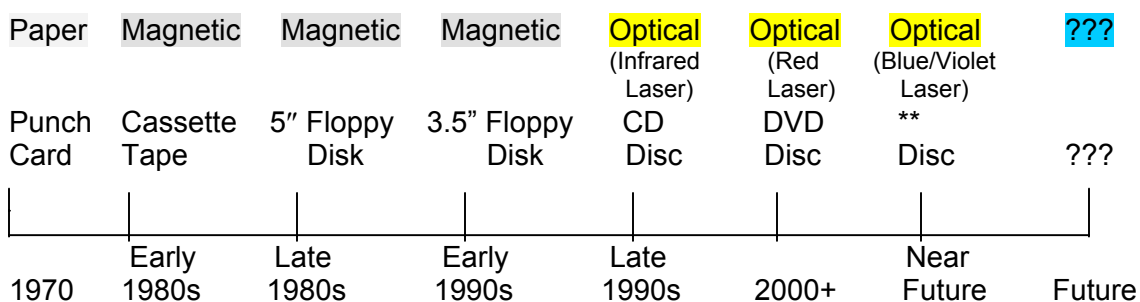 Paper Magnetic Magnetic Magnetic Optical Optical Optical ???
(Infrared (Red (Blue/Violet
Laser) Laser) Laser)
Punch Cassette 5″ Floppy 3.5” Floppy CD DVD **
Card Tape Disk Disk Disc Disc Disc ???
Early Late Early Late Near
1970 1980s 1980s 1990s 1990s 2000+ Future Future